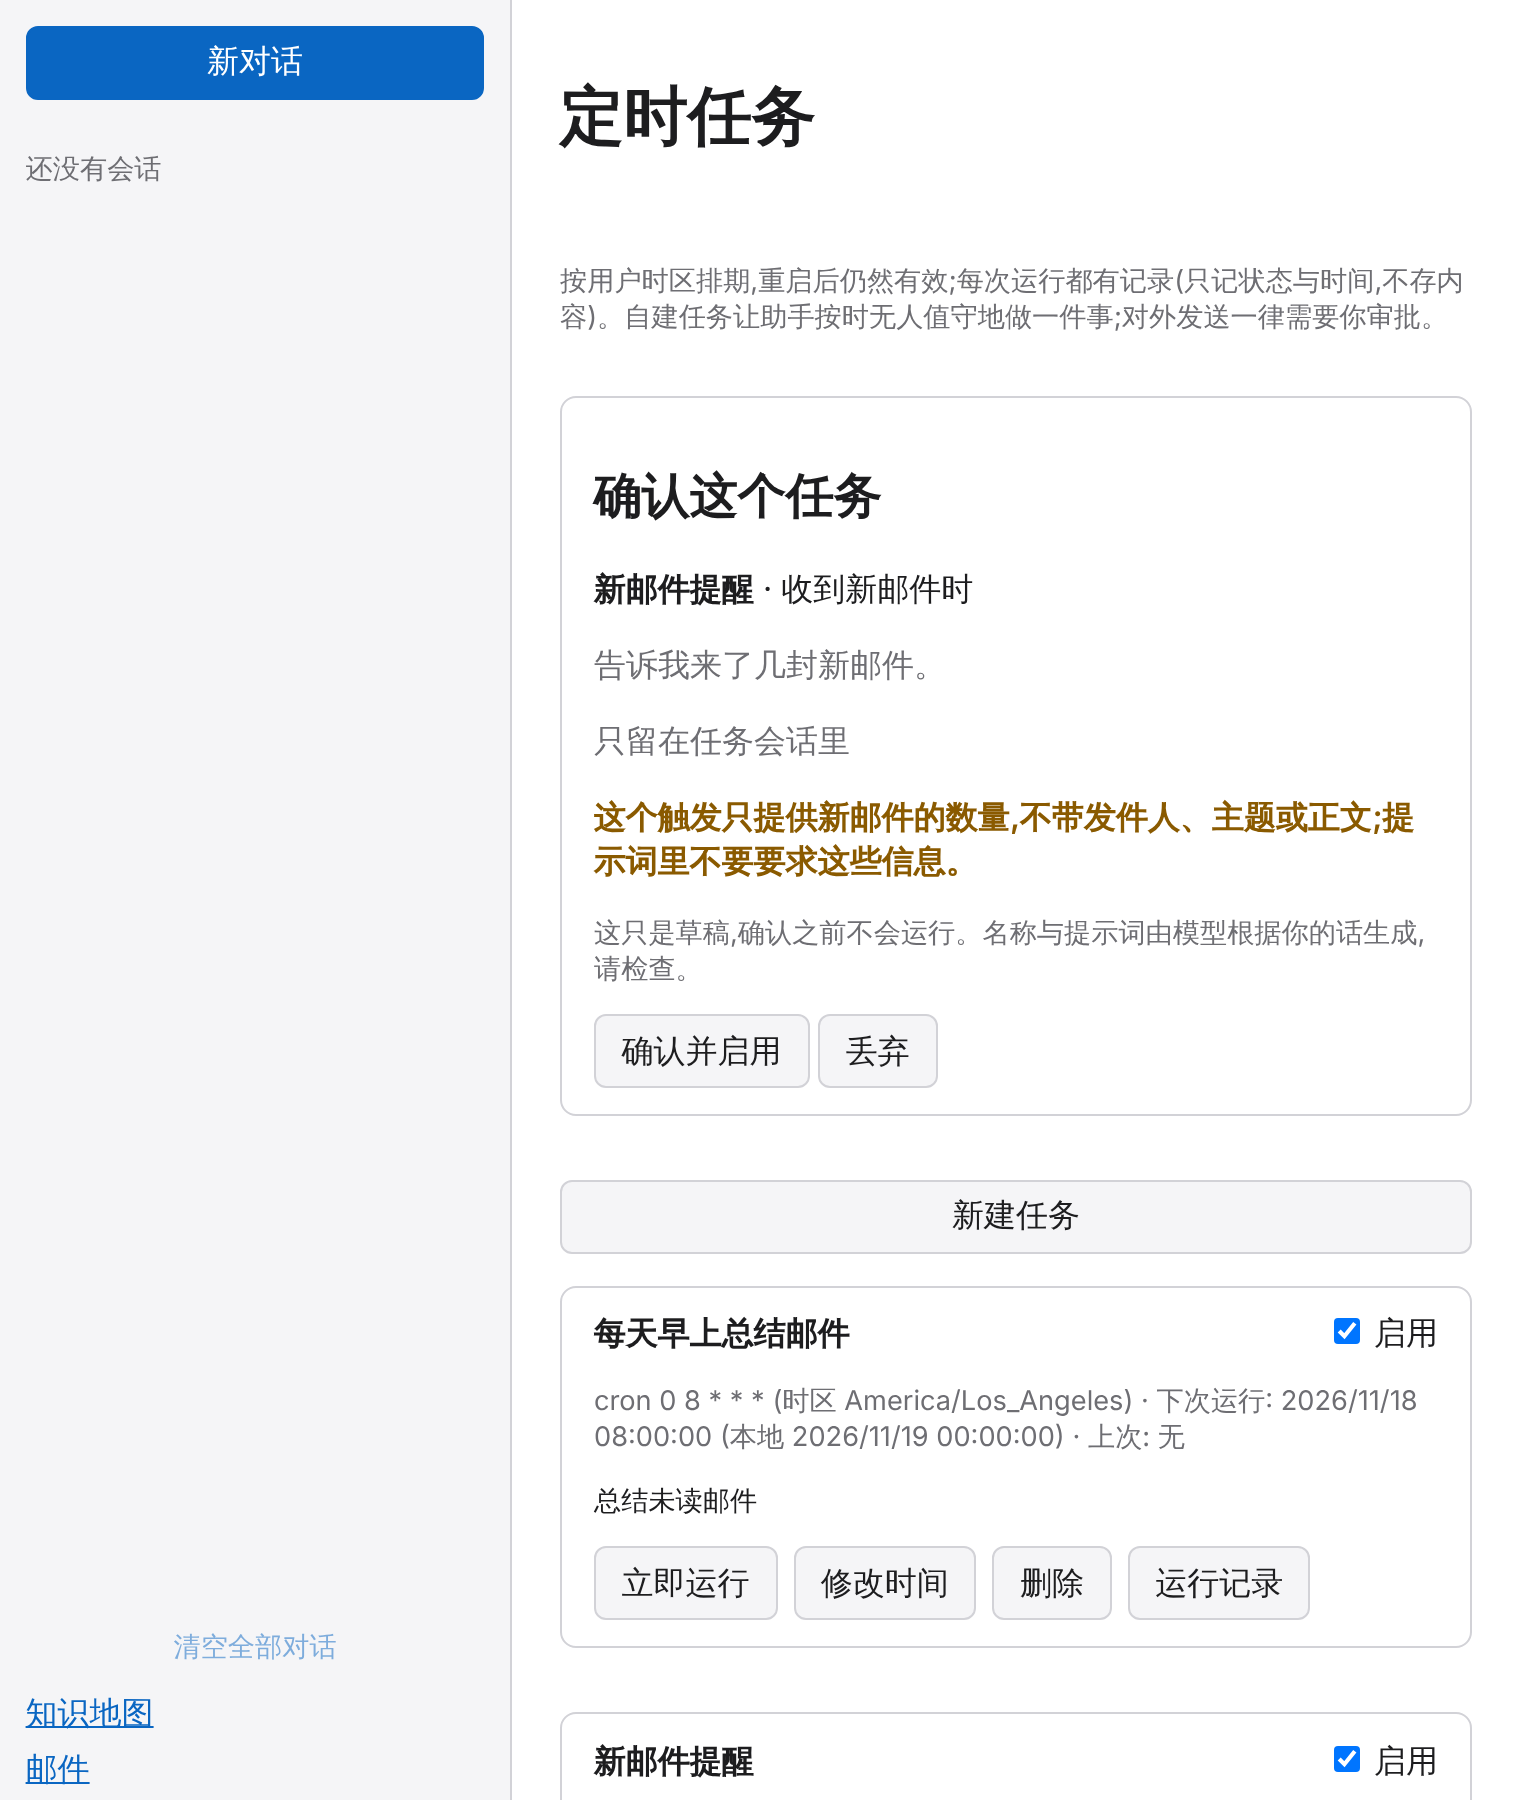 新对话
还没有会话
清空全部对话
知识地图
邮件
定时任务
按用户时区排期,重启后仍然有效;每次运行都有记录(只记状态与时间,不存内
容)。自建任务让助手按时无人值守地做一件事;对外发送一律需要你审批。
确认这个任务
新邮件提醒 · 收到新邮件时
告诉我来了几封新邮件。
只留在任务会话里
这个触发只提供新邮件的数量,不带发件人、主题或正文;提
示词里不要要求这些信息。
这只是草稿,确认之前不会运行。名称与提示词由模型根据你的话生成,
请检查。
确认并启用 丢弃
新建任务
每天早上总结邮件 启用
cron 0 8 * * * (时区 America/Los_Angeles) · 下次运行: 2026/11/18
08:00:00 (本地 2026/11/19 00:00:00) · 上次: 无
总结未读邮件
立即运行 修改时间 删除 运行记录
新邮件提醒 启用